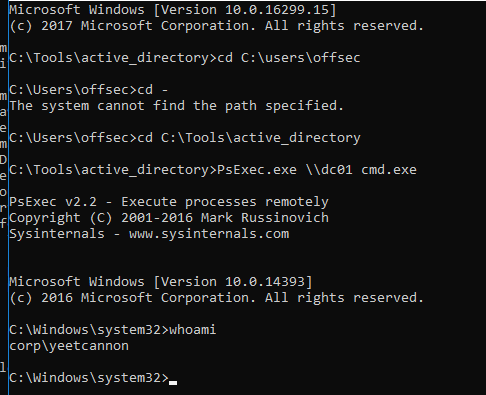 Microsoft Windows [Version 10.0.16299.15]
(c) 2017 Microsoft Corporation. All rights reserved.
C:\Tools\active_directory>cd C:\users\offsec
C:\Users\offsec>cd -
The system cannot find the path specified.
C:\Users\offsec>cd C:\Tools\active_directory
C:\Tools\active_directory>PsExec.exe \\dc01 cmd.exe
PsExec v2.2 - Execute processes remotely
Copyright (C) 2001-2016 Mark Russinovich
Sysinternals - www.sysinternals.com
Microsoft Windows [Version 10.0.14393]
(c) 2016 Microsoft Corporation. All rights reserved.
C:\Windows\system32>whoami
corp\yeetcannon
C:\Windows\system32>